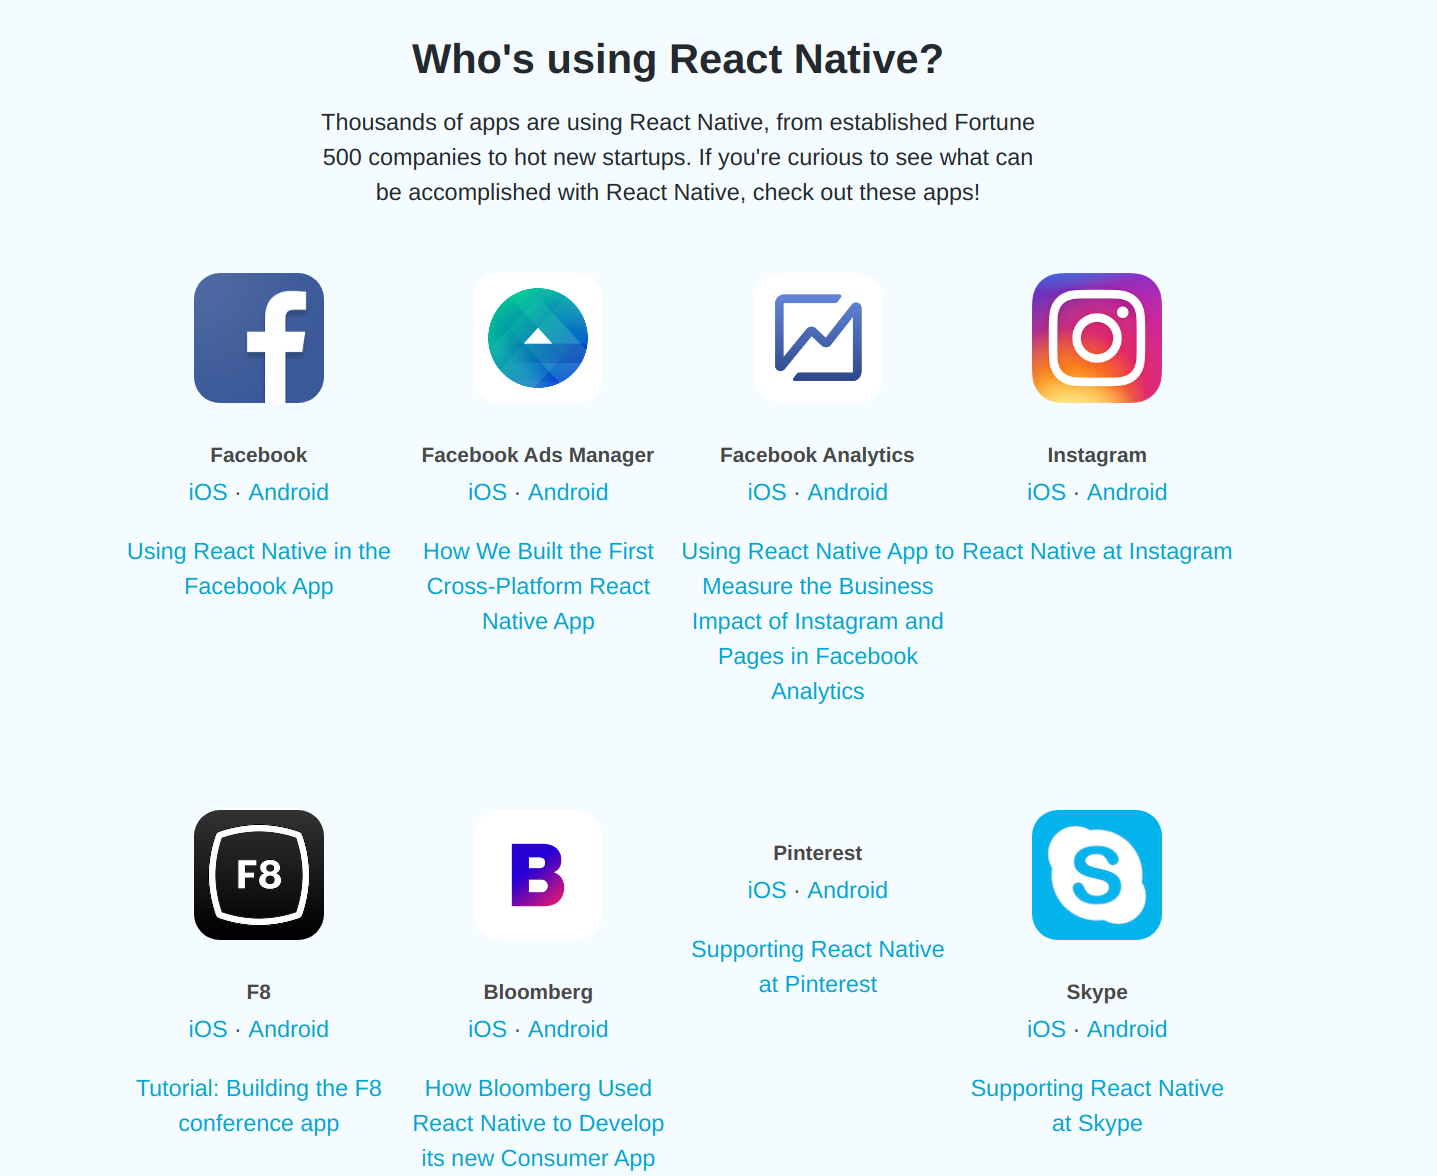 Who's using React Native?
Thousands of apps are using React Native, from established Fortune
500 companies to hot new startups. If you're curious to see what can
be accomplished with React Native, check out these apps!
Facebook
iOS · Android
Using React Native in the
Facebook App
Facebook Ads Manager
iOS · Android
How We Built the First
Cross-Platform React
Native App
Facebook Analytics
iOS · Android
Using React Native App to
Measure the Business
Impact of Instagram and
Pages in Facebook
Analytics
Instagram
iOS · Android
React Native at Instagram
F8
F8
iOS · Android
Tutorial: Building the F8
conference app
B
Bloomberg
iOS · Android
How Bloomberg Used
React Native to Develop
its new Consumer App
Pinterest
iOS · Android
Supporting React Native
at Pinterest
S
Skype
iOS · Android
Supporting React Native
at Skype